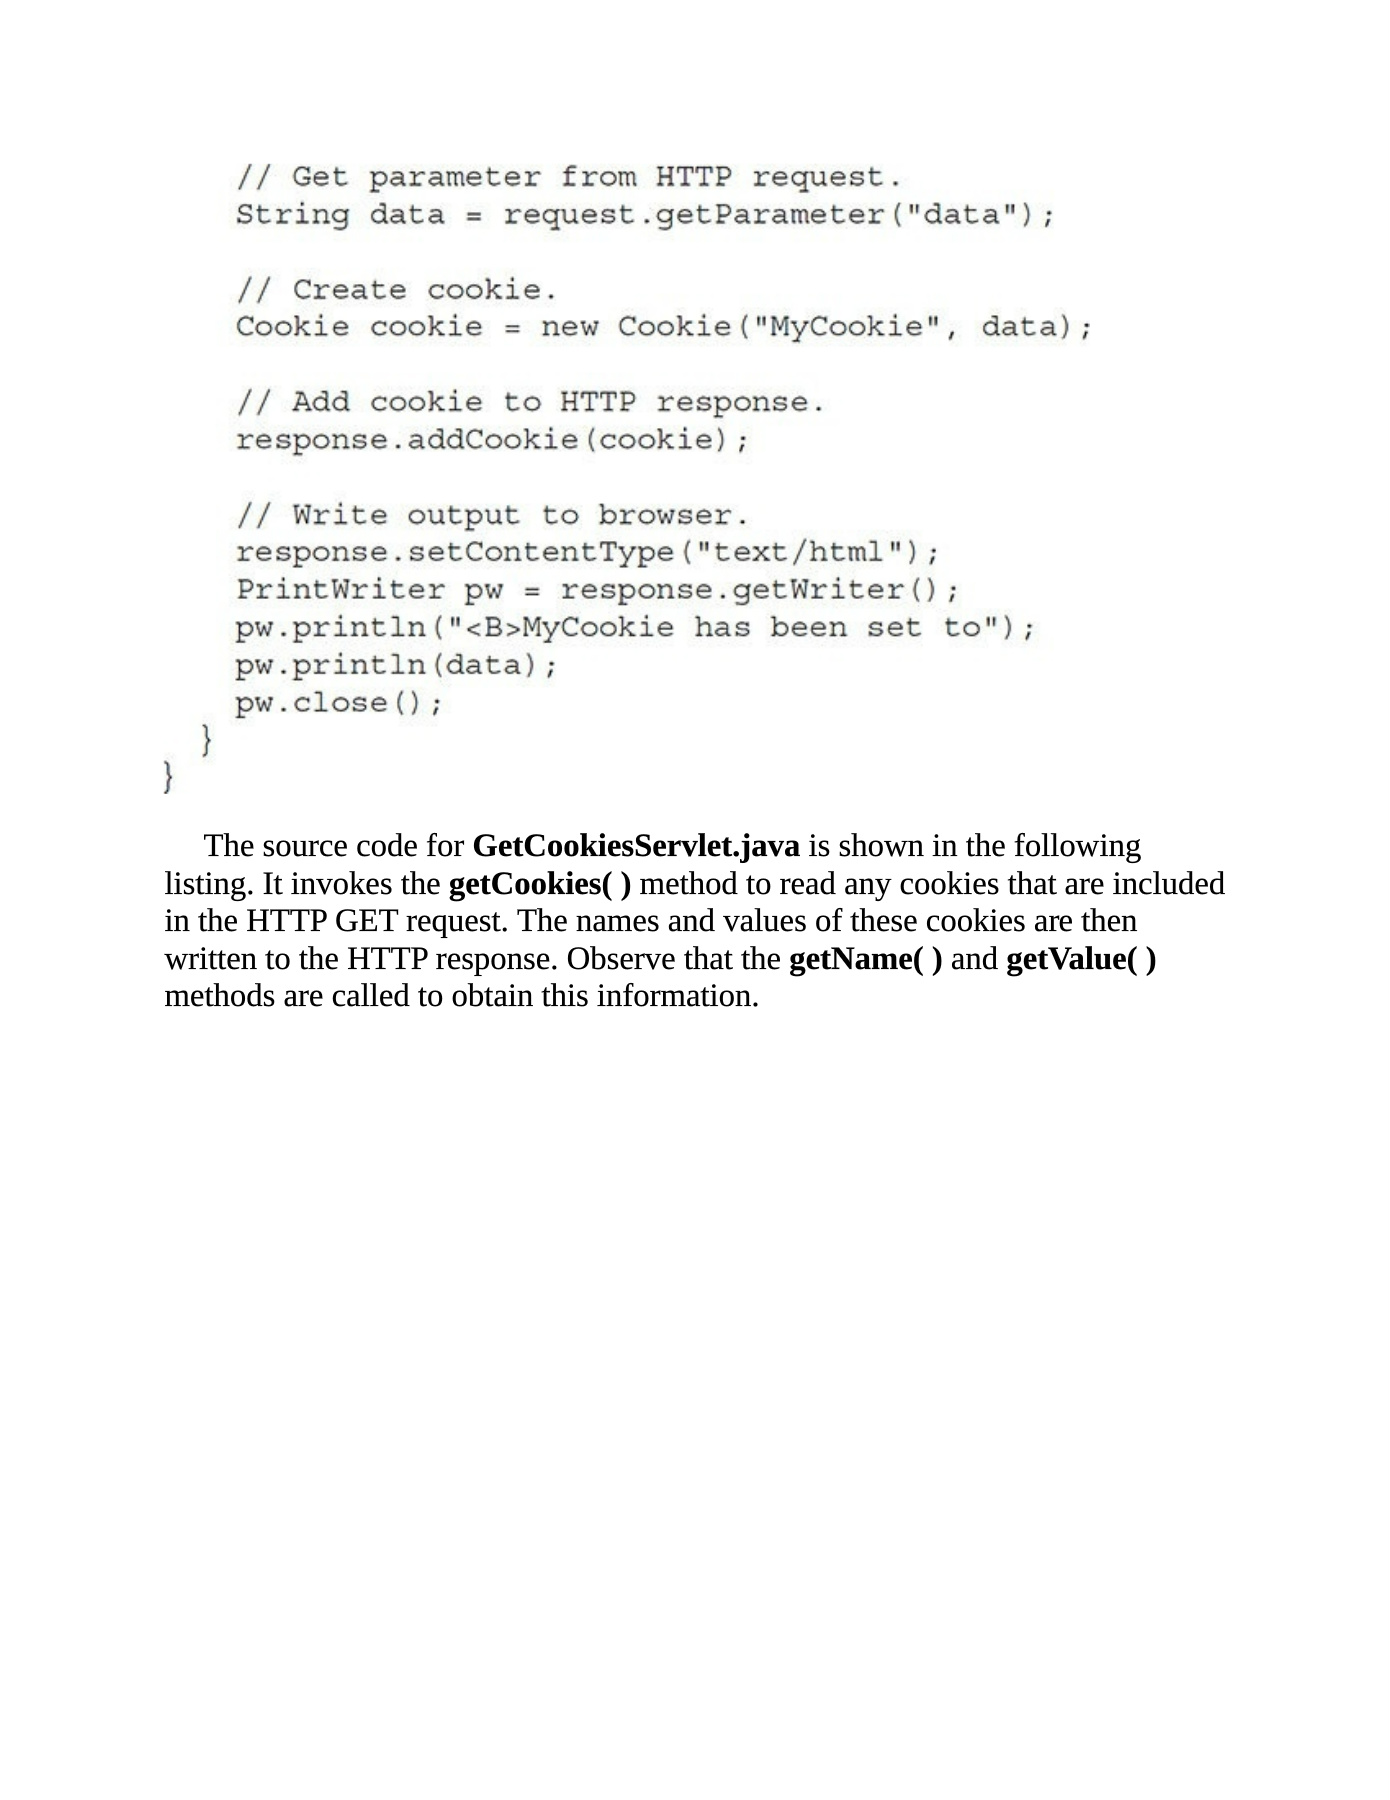 // Get parameter from HTTP request.
String data = request.getParameter("data");
// Create cookie.
Cookie cookie = new Cookie("MyCookie", data);
// Add cookie to HTTP response.
response.addCookie(cookie);
// Write output to browser.
response.setContentType("text/html");
PrintWriter pw = response.getWriter();
pw.println("<B>MyCookie has been set to");
pw.println(data);
pw.close();
}
}
The source code for GetCookiesServlet.java is shown in the following
listing. It invokes the getCookies( ) method to read any cookies that are included
in the HTTP GET request. The names and values of these cookies are then
written to the HTTP response. Observe that the getName( ) and getValue( )
methods are called to obtain this information.